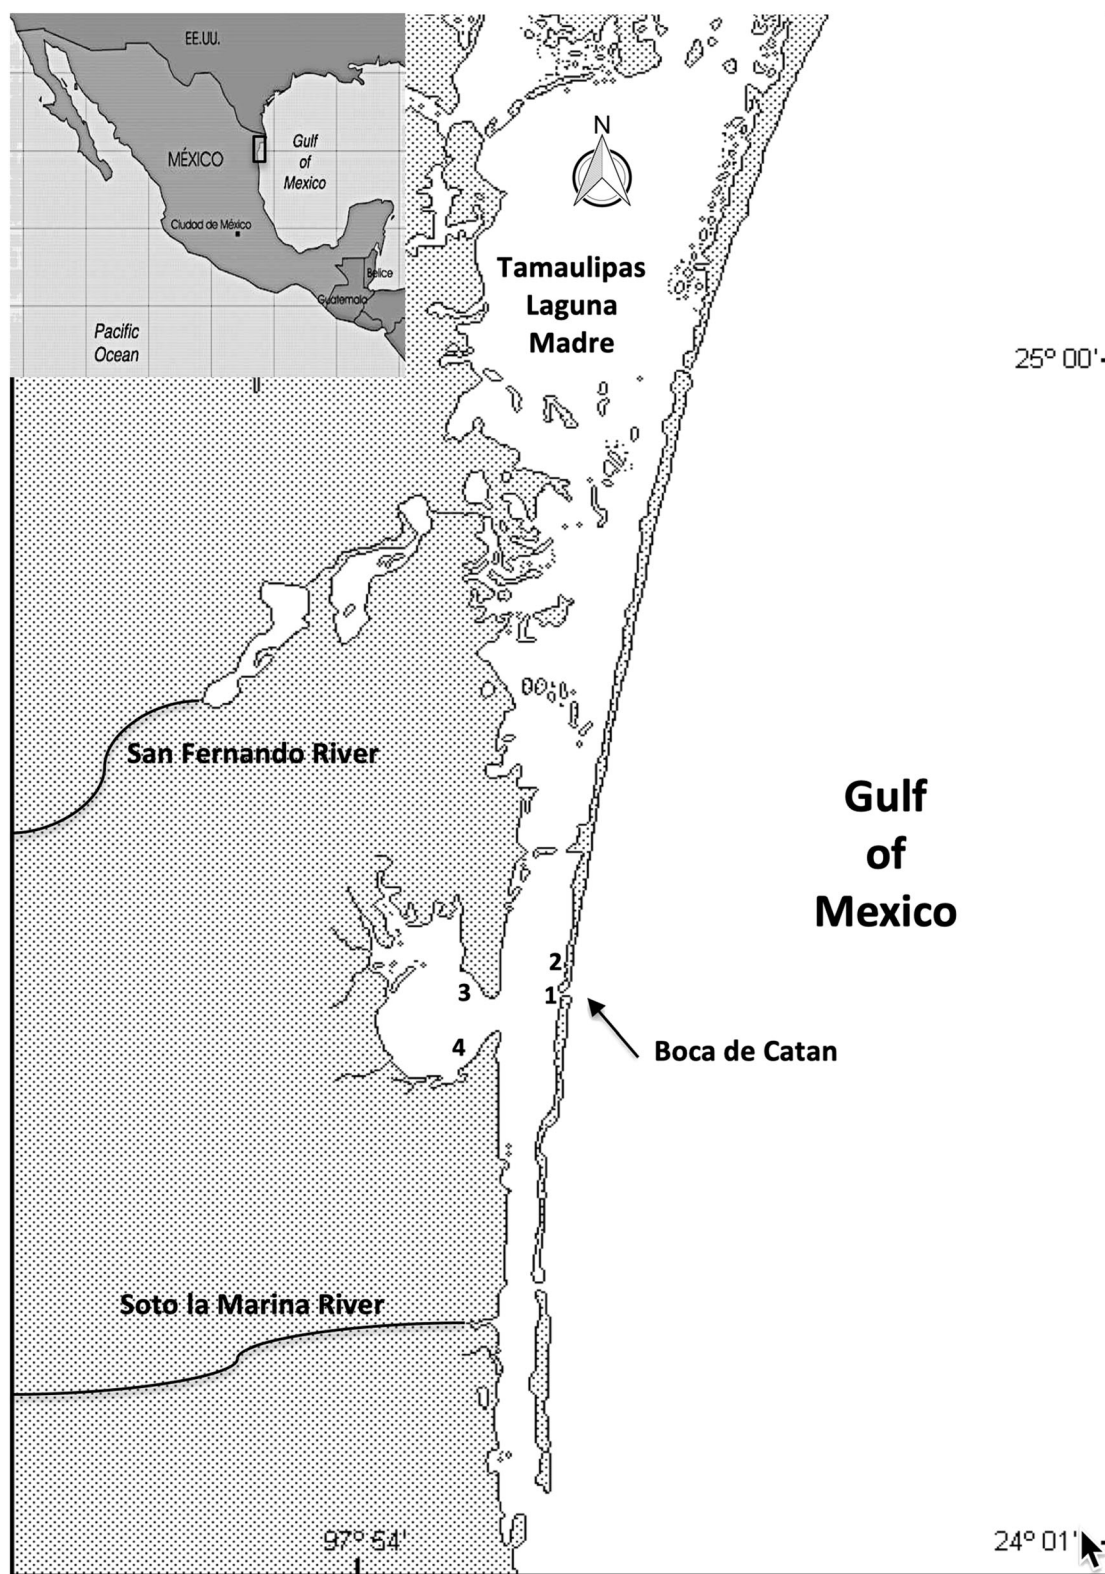 EE.UU.
MÉXICO
Gulf
of
Mexico
Ciudad de México
Belice
Guatemala
Pacific
Ocean
N
Tamaulipas
Laguna
Madre
25° 00'
San Fernando River
Gulf
of
Mexico
2
1
3
4
Boca de Catan
Soto la Marina River
97° 54'
24° 01'